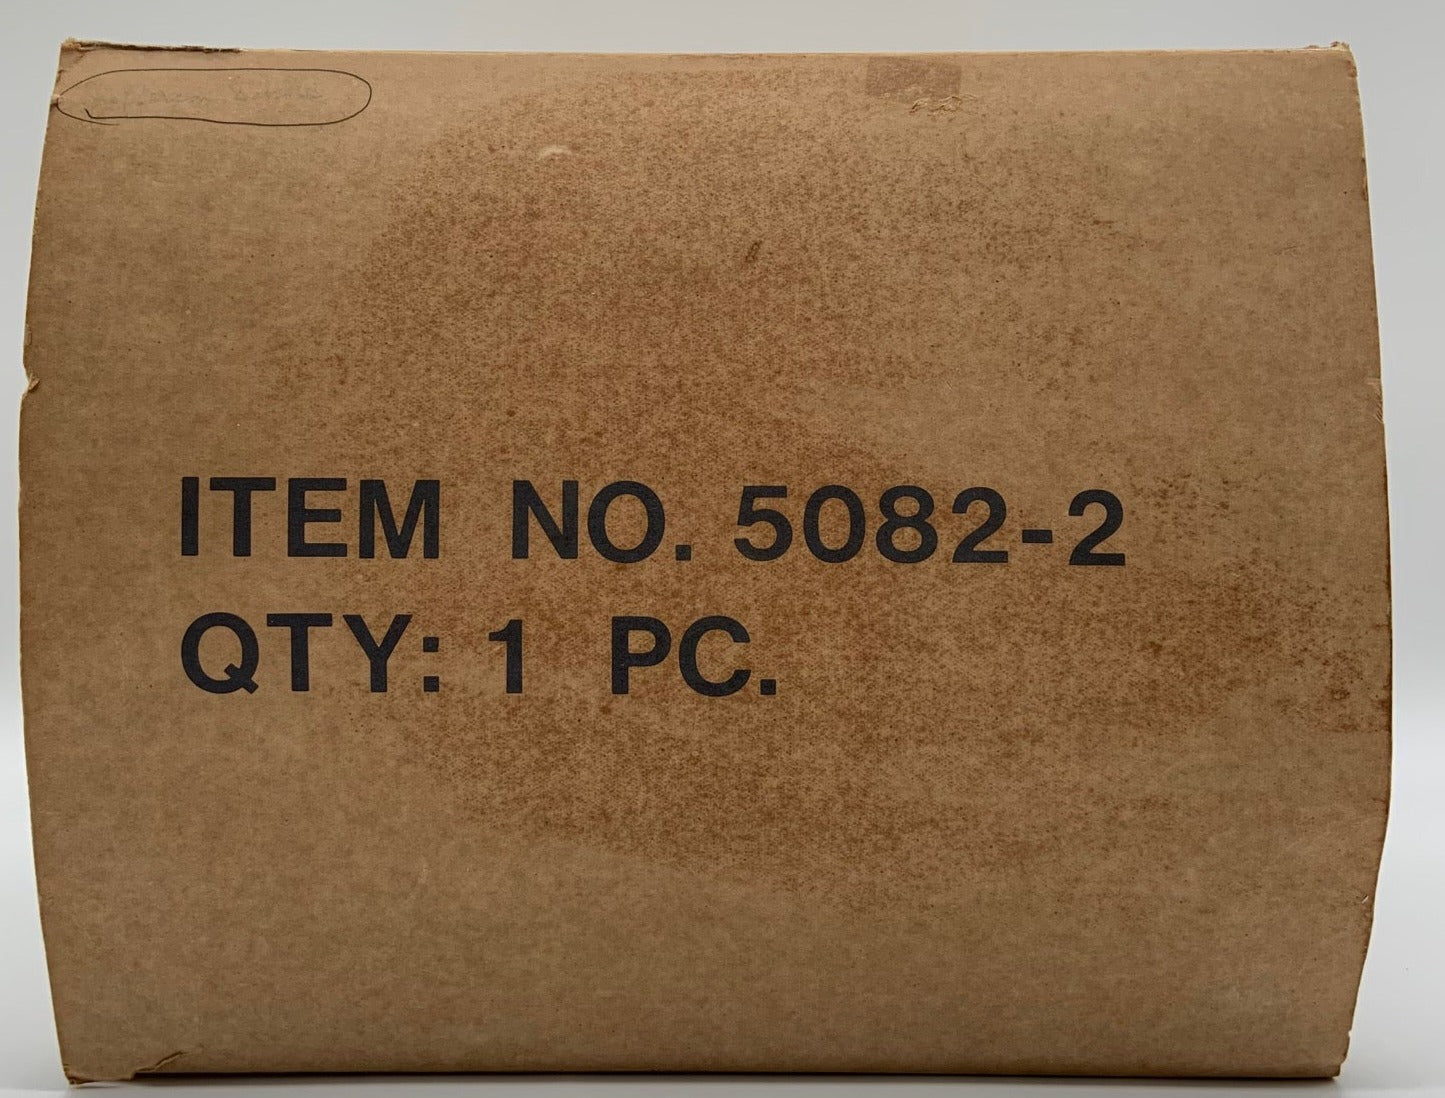 ITEM NO. 5082-2
QTY: 1 PC.